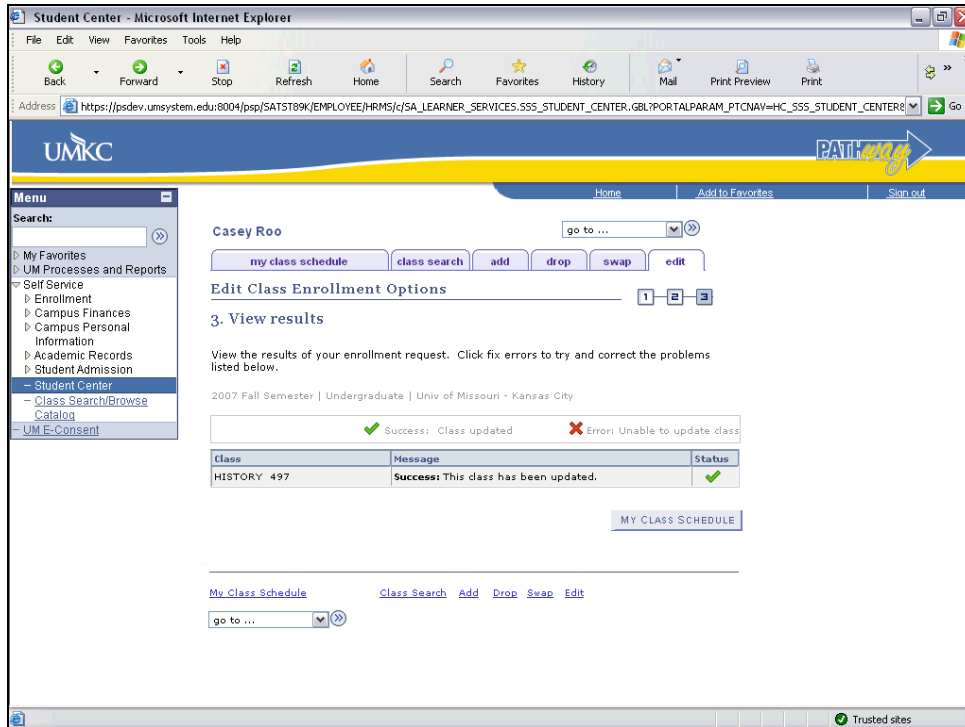 Student Center - Microsoft Internet Explorer
File Edit View Favorites Tools Help
Back Forward Stop Refresh Home Search Favorites History Mail Print Preview Print »
Address https://psdev.umsystem.edu:8004/psp/SATST89K/EMPLOYEE/HRMS/c/SA_LEARNER_SERVICES.SSS_STUDENT_CENTER.GBL?PORTALPARAM_PTCNAV=HC_SSS_STUDENT_CENTER& Go
UMKC PATHway
Home Add to Favorites Sign out
Menu
Search:
My Favorites
UM Processes and Reports
Self Service
Enrollment
Campus Finances
Campus Personal
Information
Academic Records
Student Admission
– Student Center
– Class Search/Browse
Catalog
– UM E-Consent
Casey Roo go to ...
my class schedule class search add drop swap edit
Edit Class Enrollment Options 1 2 3
3. View results
View the results of your enrollment request. Click fix errors to try and correct the problems
listed below.
2007 Fall Semester | Undergraduate | Univ of Missouri - Kansas City
Success: Class updated Error: Unable to update class
Class Message Status
HISTORY 497 Success: This class has been updated.
MY CLASS SCHEDULE
My Class Schedule Class Search Add Drop Swap Edit
go to ...
Trusted sites